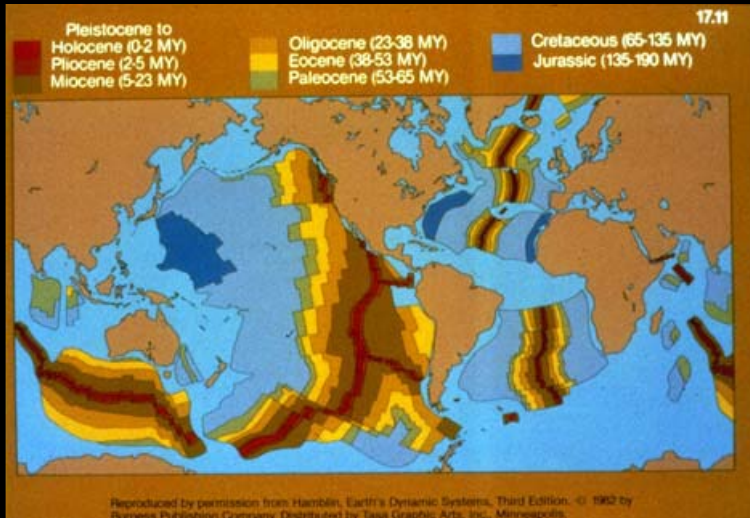 17.11
Pleistocene to
Holocene (0-2 MY)
Pliocene (2-5 MY)
Miocene (5-23 MY)
Oligocene (23-38 MY)
Eocene (38-53 MY)
Paleocene (53-65 MY)
Cretaceous (65-135 MY)
Jurassic (135-190 MY)
Reproduced by permission from Hamblin, Earth's Dynamic Systems, Third Edition. © 1982 by
Burgess Publishing Company. Distributed by Tasa Graphic Arts, Inc., Minneapolis.